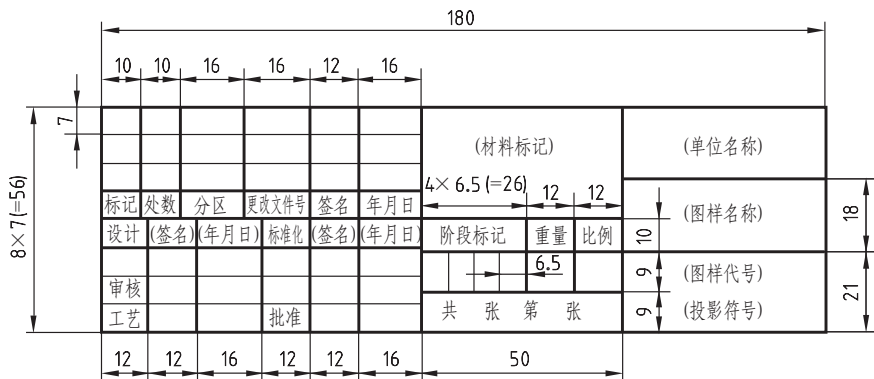 180
10 10 16 16 12 16
7
(材料标记) (单位名称)
4×6.5(=26) 12 12
8×7(=56)
标记 处数 分区 更改文件号 签名 年月日
(图样名称) 18
设计 (签名) (年月日) 标准化 (签名) (年月日) 阶段标记 重量 比例 10
6.5 9 (图样代号)
审核
21
工艺 批准 共 张 第 张 9 (投影符号)
12 12 16 12 12 16 50